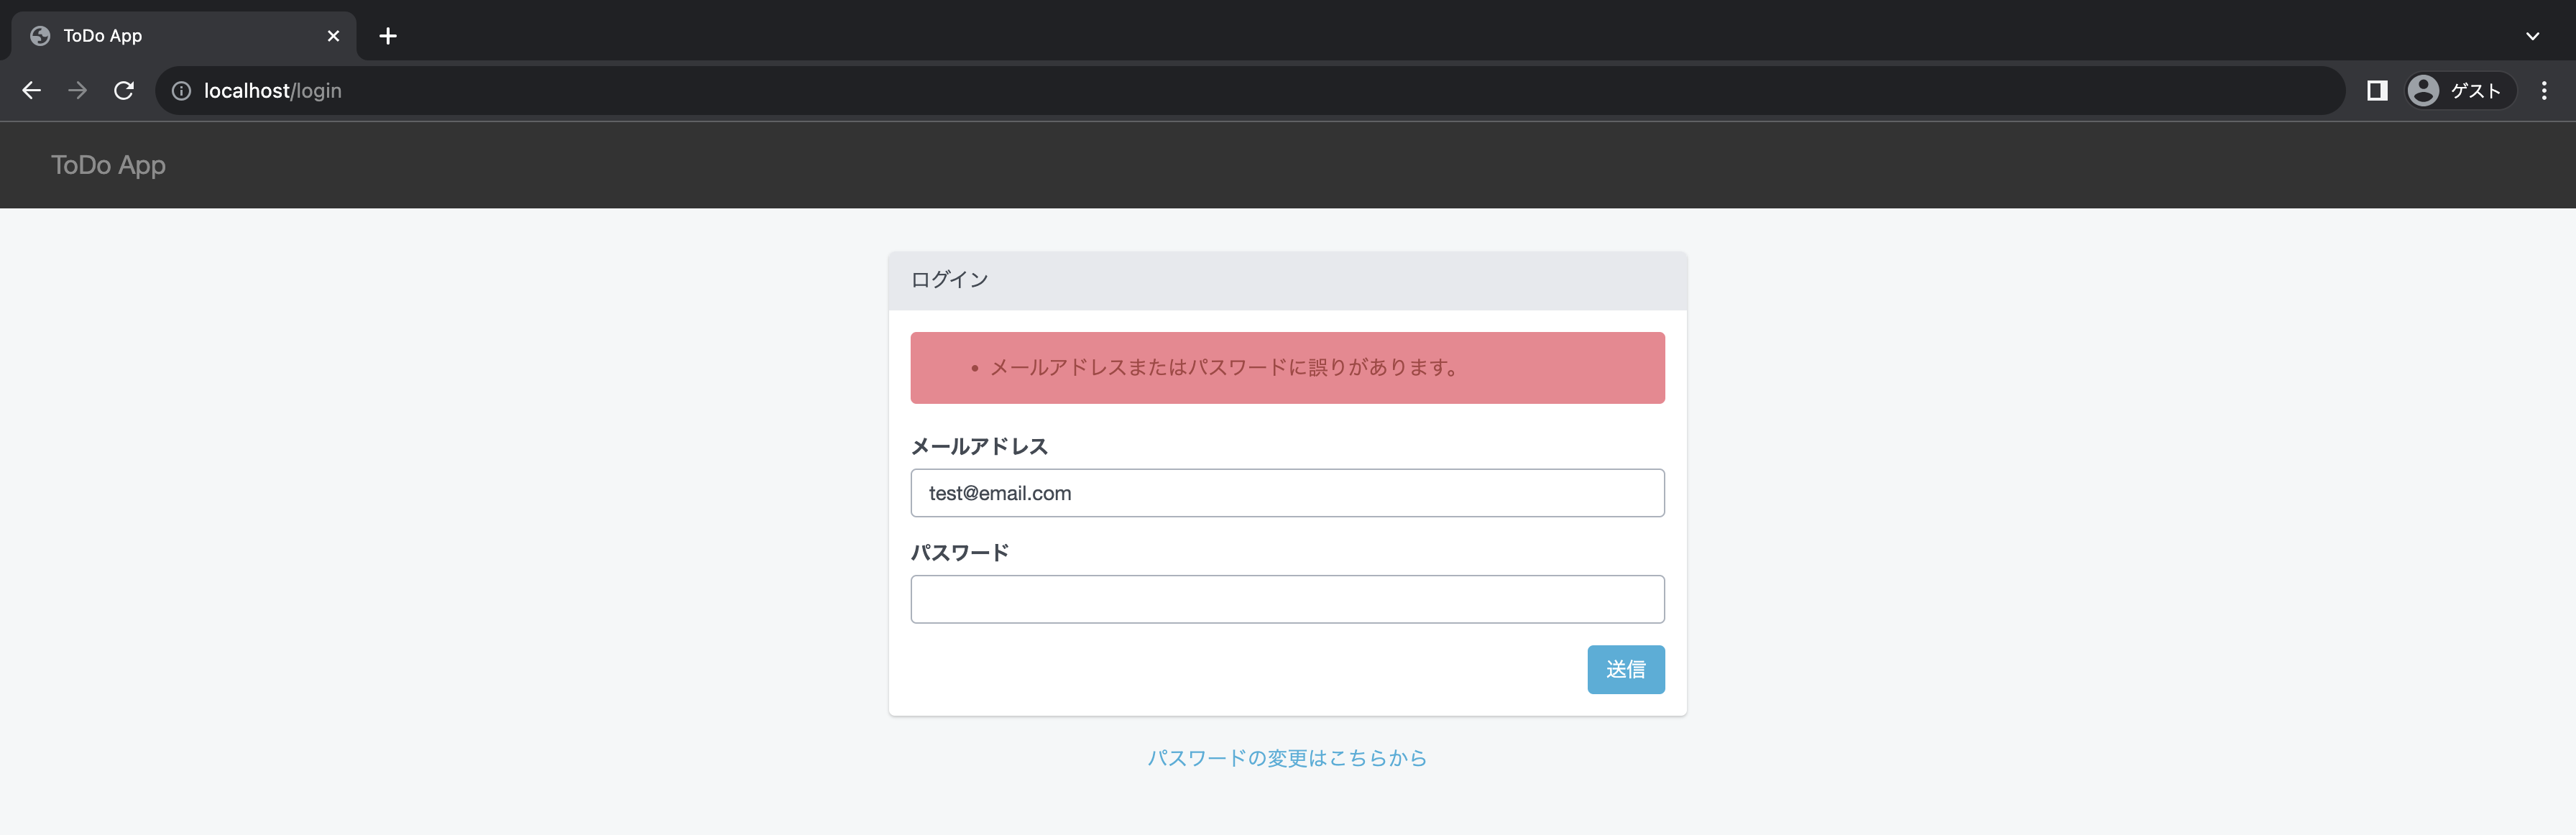 ToDo App
localhost/login
ゲスト
ToDo App
ログイン
• メールアドレスまたはパスワードに誤りがあります。
メールアドレス
test@email.com
パスワード
送信
パスワードの変更はこちらから